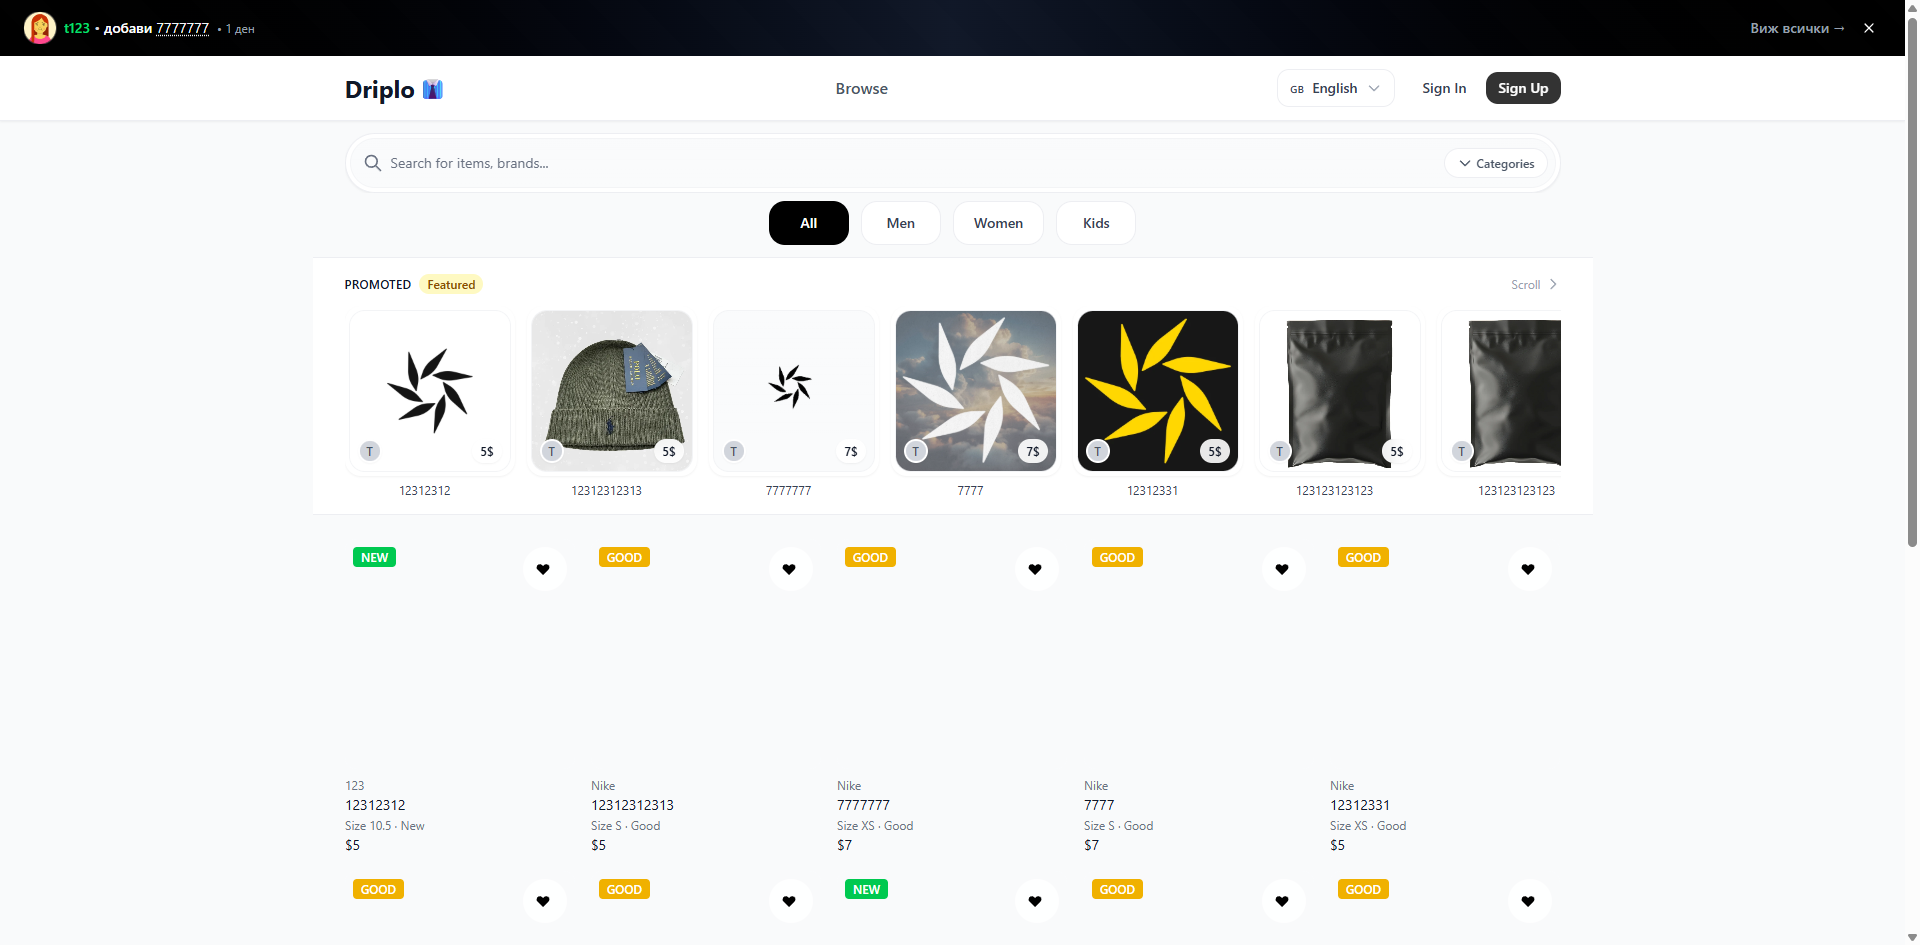 t123 • добави 7777777 • 1 ден
Виж всички →
Driplo
Browse
GB English
Sign In
Sign Up
Search for items, brands...
Categories
All
Men
Women
Kids
PROMOTED
Featured
Scroll
T 5$
T 5$
T 7$
T 7$
T 5$
T 5$
T
12312312
12312312313
7777777
7777
12312331
123123123123
123123123123
NEW
GOOD
GOOD
GOOD
GOOD
123
12312312
Size 10.5 · New
$5
Nike
12312312313
Size S · Good
$5
Nike
7777777
Size XS · Good
$7
Nike
7777
Size S · Good
$7
Nike
12312331
Size XS · Good
$5
GOOD
GOOD
NEW
GOOD
GOOD